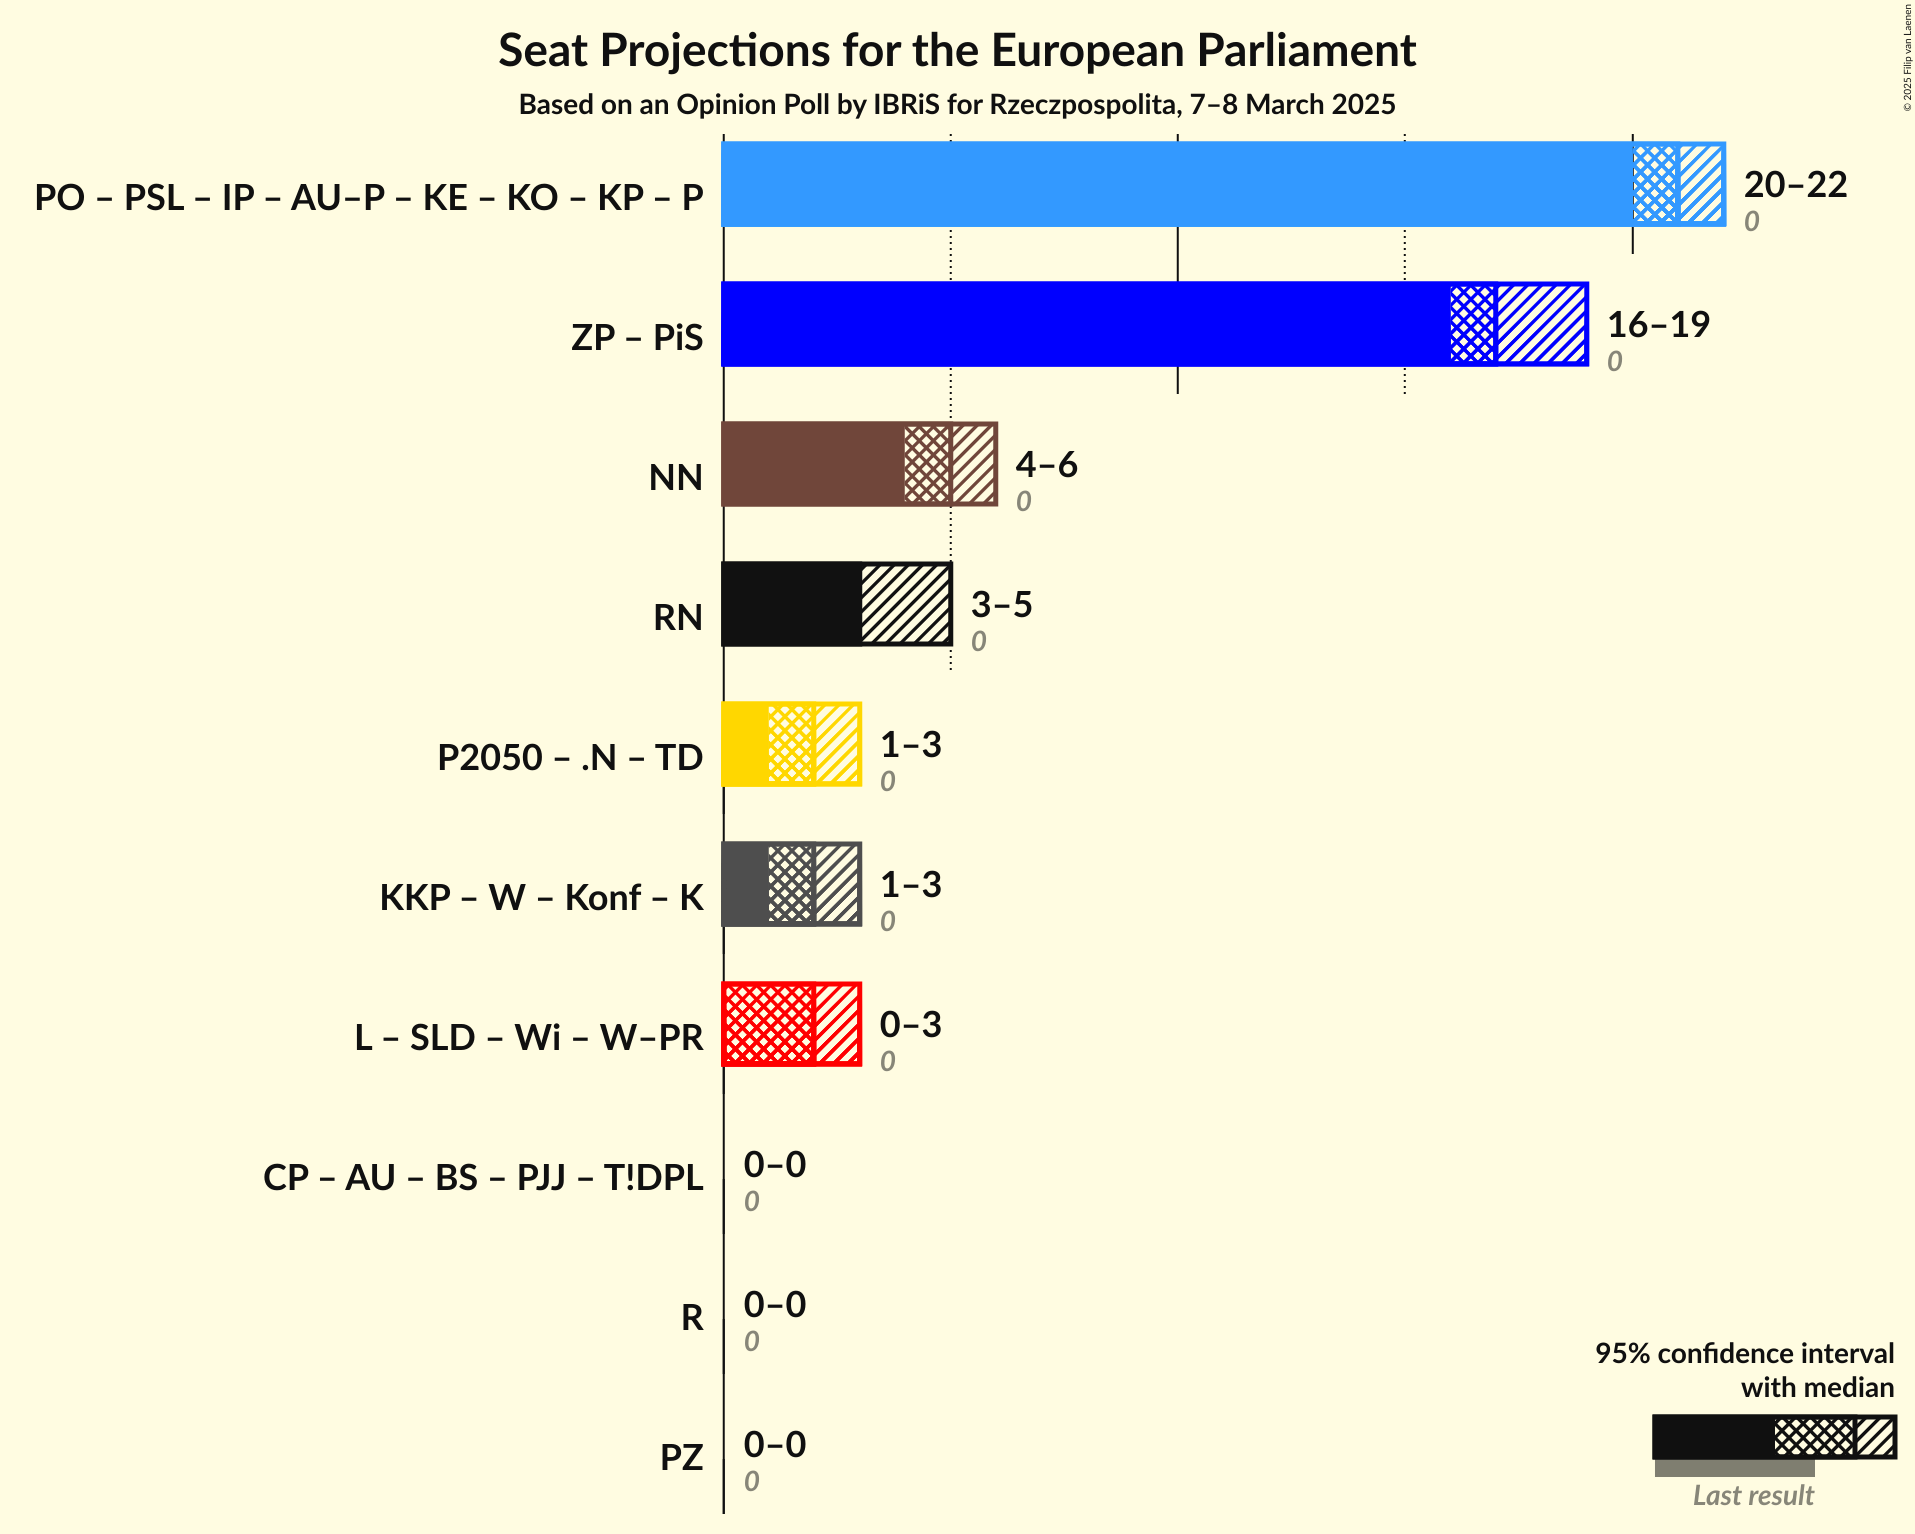 Seat Projections for the European Parliament
Based on an Opinion Poll by IBRiS for Rzeczpospolita, 7–8 March 2025
© 2025 Filip van Laenen
PO – PSL – IP – AU–P – KE – KO – KP – P
20–22
0
ZP – PiS
16–19
0
NN
4–6
0
RN
3–5
0
P2050 – .N – TD
1–3
0
KKP – W – Konf – K
1–3
0
L – SLD – Wi – W–PR
0–3
0
CP – AU – BS – PJJ – T!DPL
0–0
0
R
0–0
0
PZ
0–0
0
95% confidence interval
with median
Last result